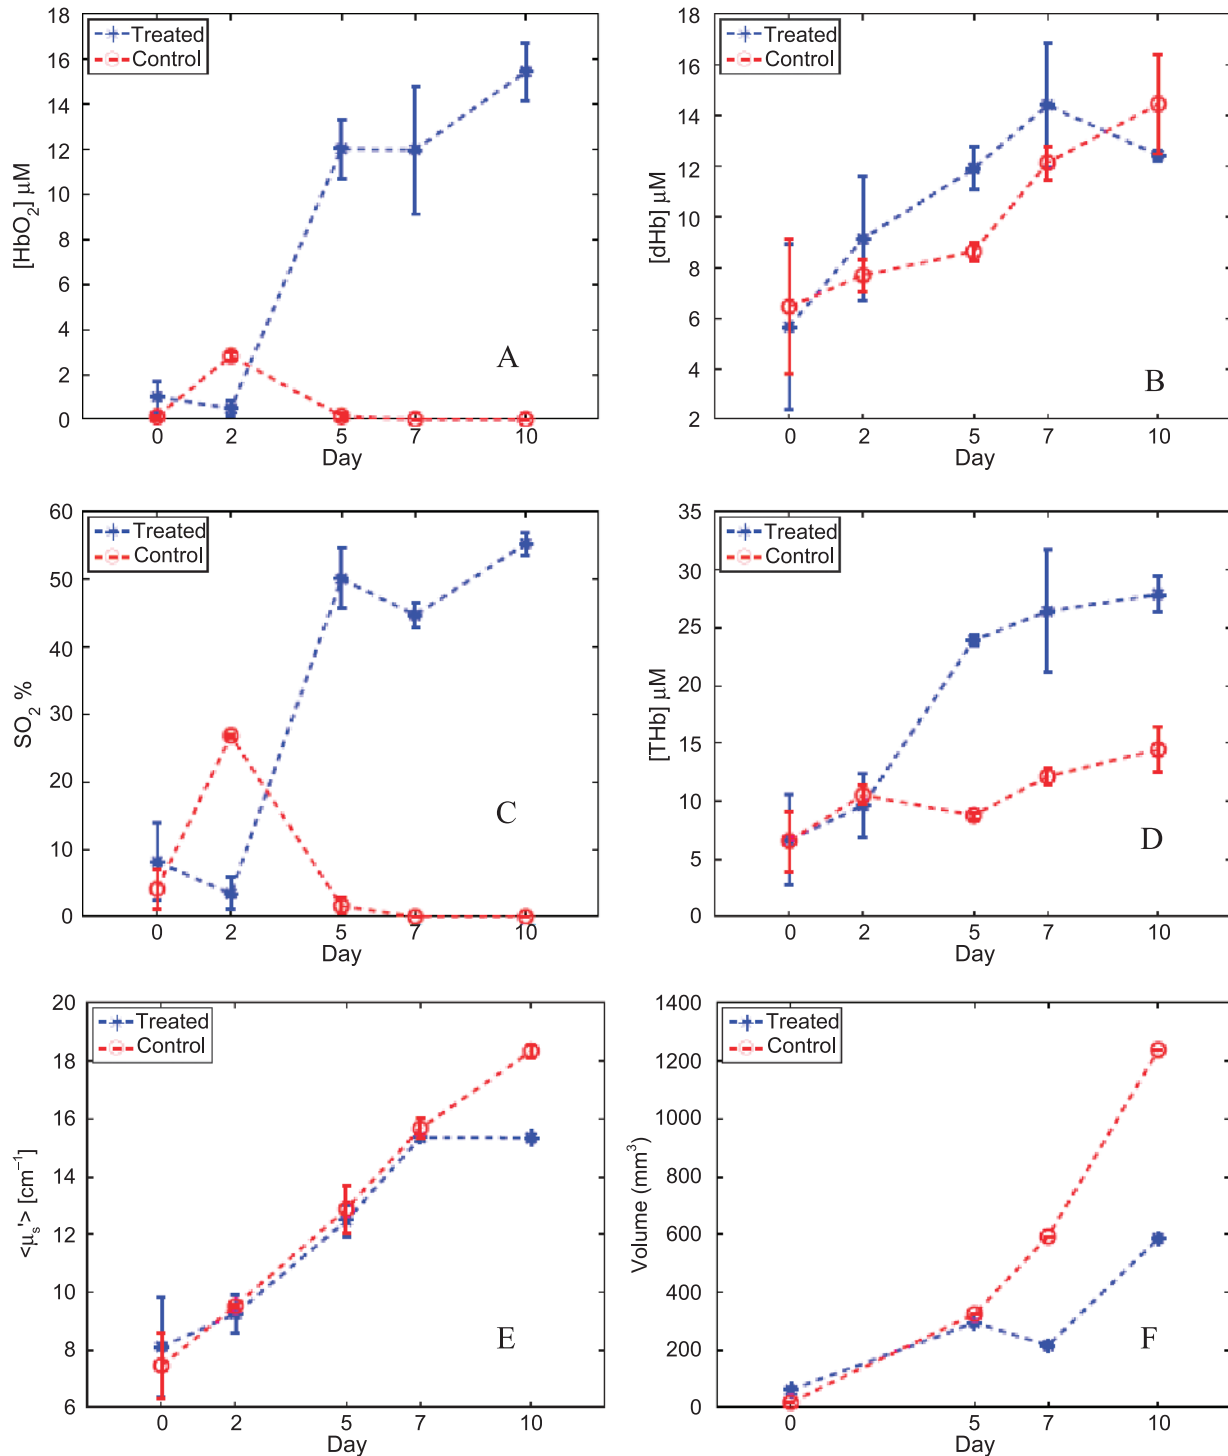 18
16
14
12
10
8
6
4
2
0
[HbO2] μM
Treated
Control
A
0 2 5 7 10
Day
18
16
14
12
10
8
6
4
2
[dHb] μM
Treated
Control
B
0 2 5 7 10
Day
60
50
40
30
20
10
0
SO2 %
Treated
Control
C
0 2 5 7 10
Day
35
30
25
20
15
10
5
0
[THb] μM
Treated
Control
D
0 2 5 7 10
Day
20
18
16
14
12
10
8
6
<μs'> [cm−1]
Treated
Control
E
0 2 5 7 10
Day
1400
1200
1000
800
600
400
200
0
Volume (mm3)
Treated
Control
F
0 5 7 10
Day